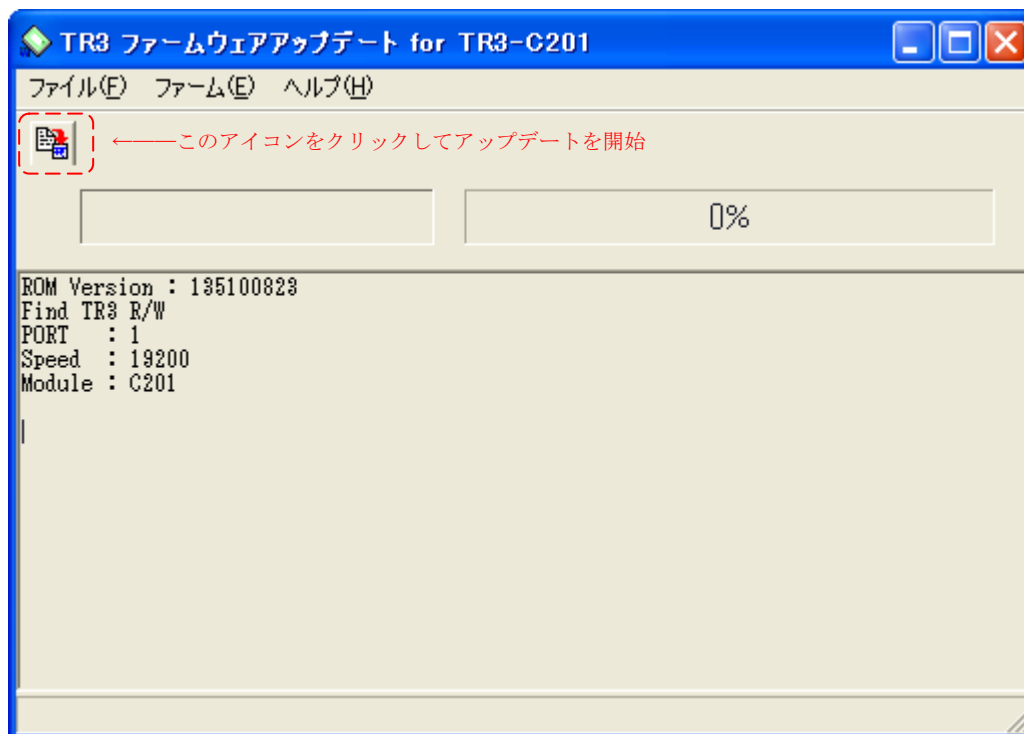 TR3 ファームウェアアップデート for TR3-C201
ファイル(F) ファーム(E) ヘルプ(H)
←――このアイコンをクリックしてアップデートを開始
0%
ROM Version : 135100823
Find TR3 R/W
PORT : 1
Speed : 19200
Module : C201